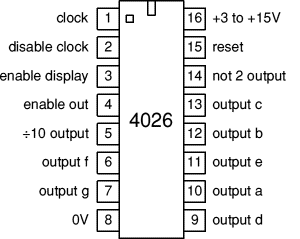 clock 1 16 +3 to +15V
disable clock 2 15 reset
enable display 3 14 not 2 output
enable out 4 13 output c
4026
÷10 output 5 12 output b
output f 6 11 output e
output g 7 10 output a
0V 8 9 output d